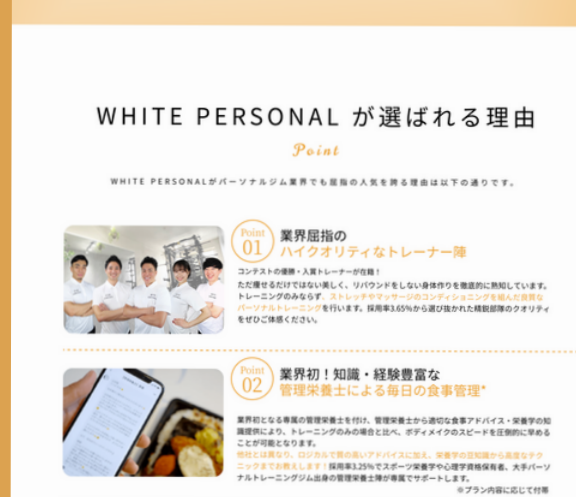 WHITE PERSONAL が選ばれる理由
Point
WHITE PERSONALがパーソナルジム業界でも屈指の人気を誇る理由は以下の通りです。
Point
01
業界屈指の
ハイクオリティなトレーナー陣
コンテストの優勝・入賞トレーナーが在籍！
ただ痩せるだけではない美しく、リバウンドをしない身体作りを徹底的に熟知しています。
トレーニングのみならず、ストレッチやマッサージのコンディショニングを組んだ良質な
パーソナルトレーニングを行います。採用率3.65%から選び抜かれた精鋭部隊のクオリティ
をぜひご体感ください。
Point
02
業界初！知識・経験豊富な
管理栄養士による毎日の食事管理*
業界初となる専属の管理栄養士を付け、管理栄養士から適切な食事アドバイス・栄養学の知
識提供により、トレーニングのみの場合と比べ、ボディメイクのスピードを圧倒的に早める
ことが可能となります。
他社とは異なり、ロジカルで質の高いアドバイスに加え、栄養学の豆知識から高度なテク
ニックまでお教えします！採用率3.25%でスポーツ栄養学や心理学資格保有者、大手パーソ
ナルトレーニングジム出身の管理栄養士陣が専属でサポートします。
※プラン内容に応じて付帯